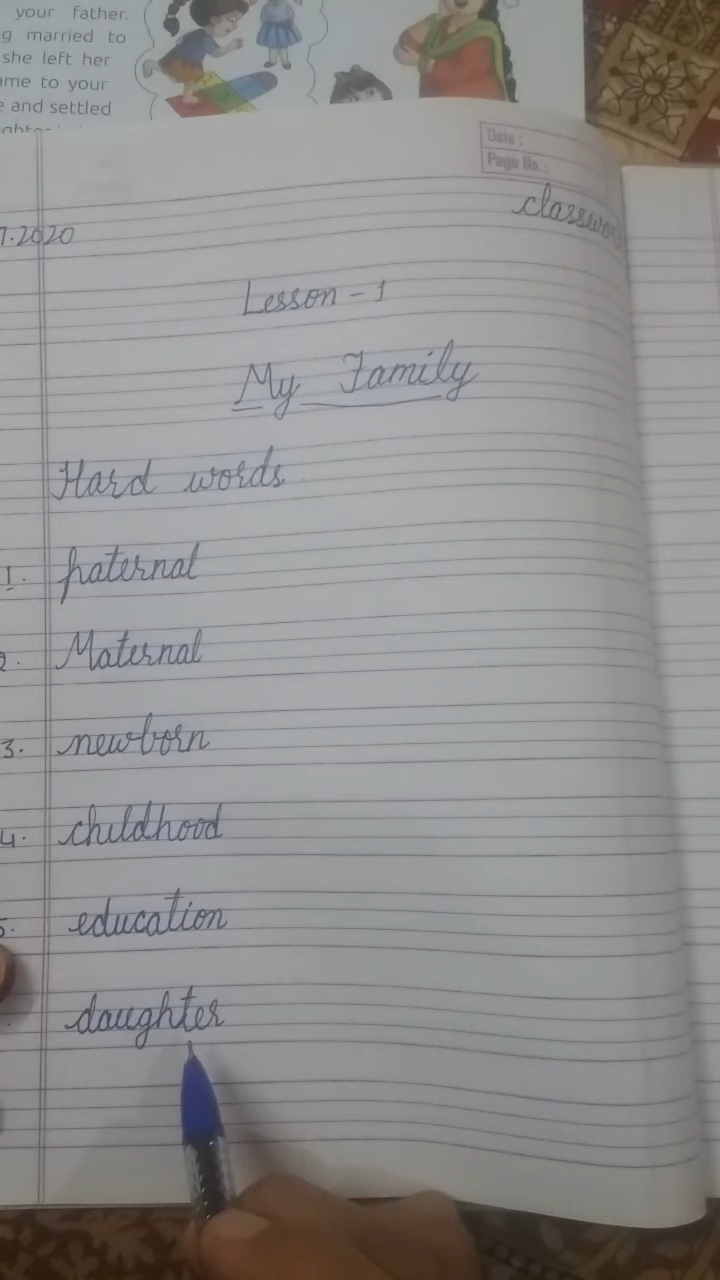 your father.
g married to
she left her
me to your
e and settled
Date :
Page No. :
7.2020
Lesson - 1
My Family
Hard words
1. paternal
2. Maternal
3. newborn
4. childhood
5. education
daughter